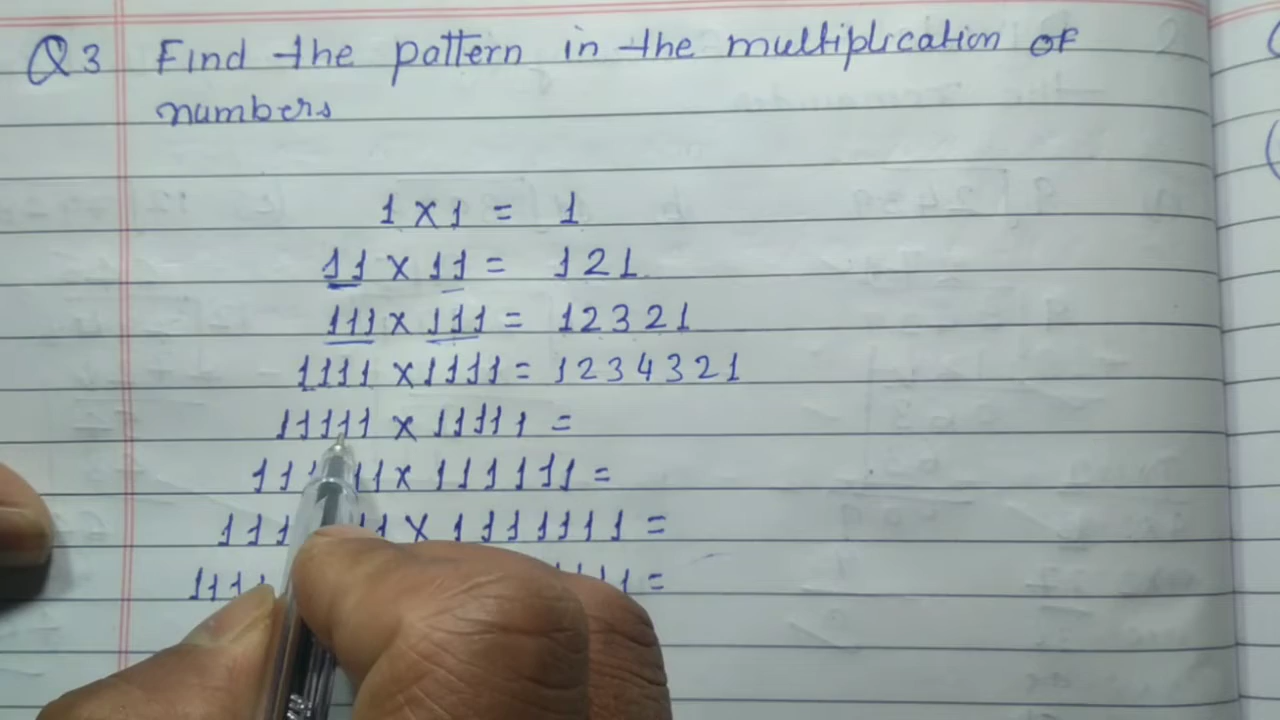 Q3 Find the pattern in the multiplication of
numbers
1 × 1 = 1
11 × 11 = 121
111 × 111 = 12321
1111 × 1111 = 1234321
11111 × 11111 =
× 111111 =
× 1111111 =
=